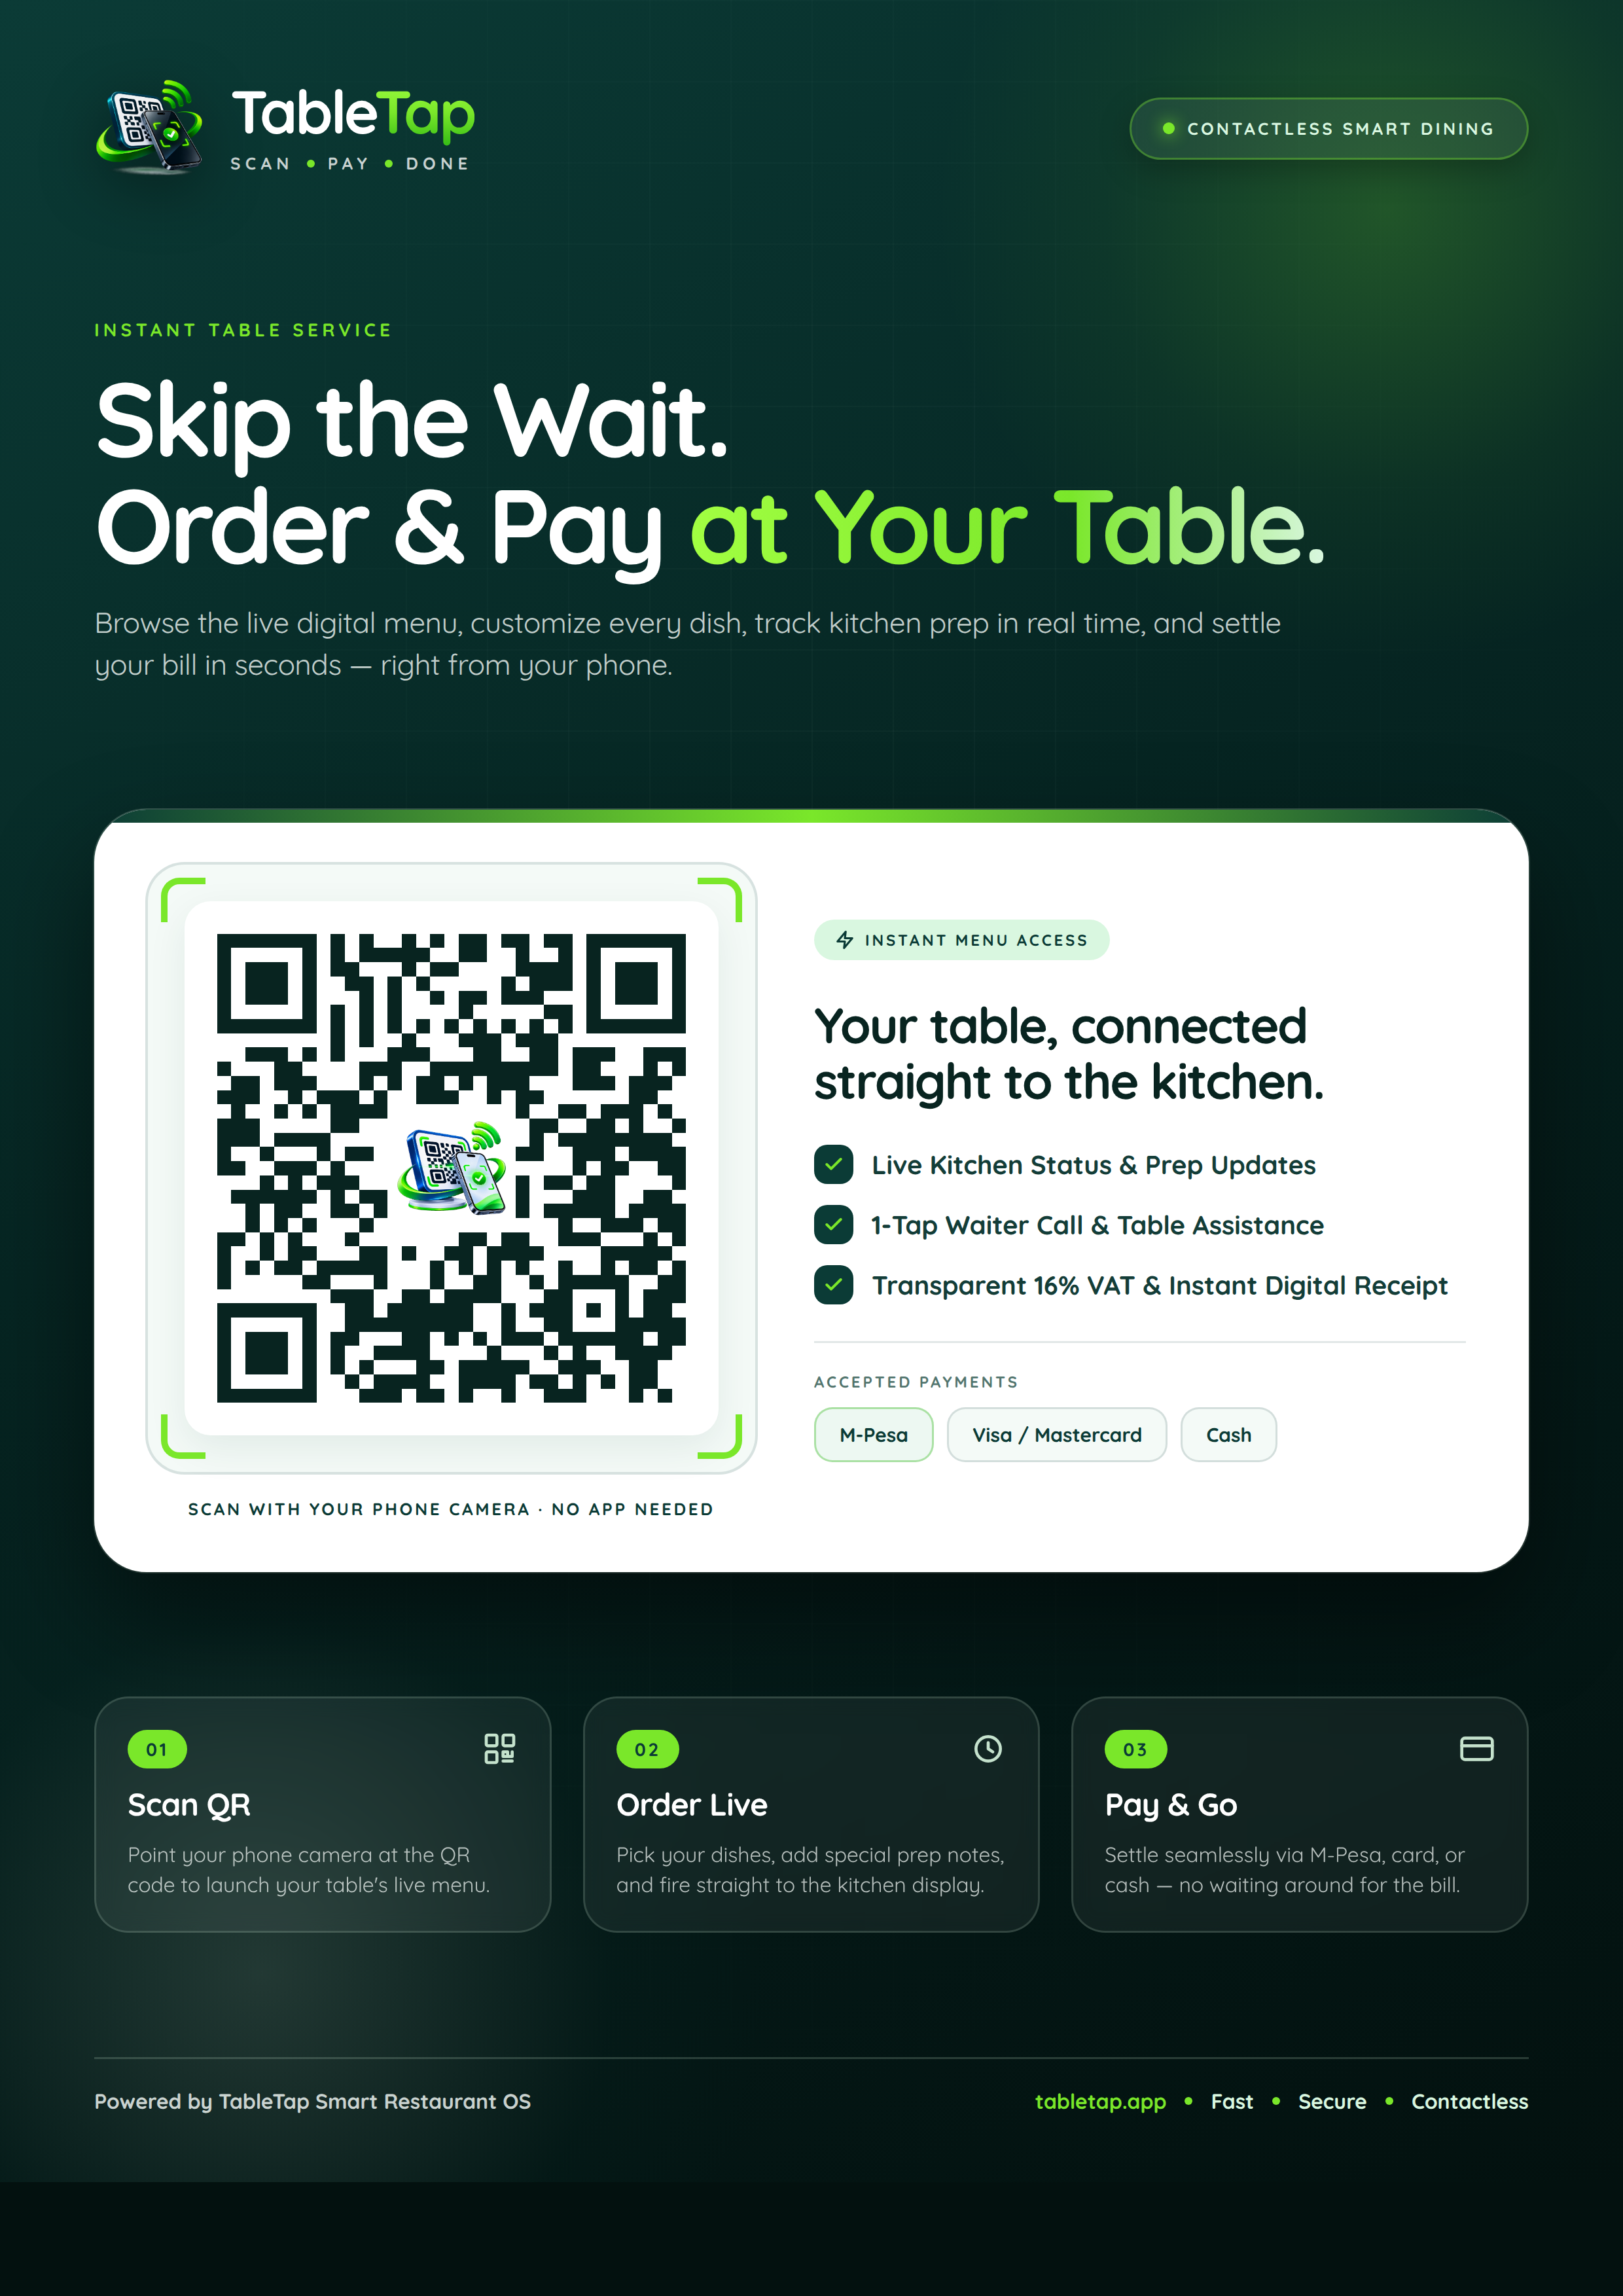 TableTap
SCAN • PAY • DONE
CONTACTLESS SMART DINING
INSTANT TABLE SERVICE
Skip the Wait.
Order & Pay at Your Table.
Browse the live digital menu, customize every dish, track kitchen prep in real time, and settle
your bill in seconds — right from your phone.
SCAN WITH YOUR PHONE CAMERA · NO APP NEEDED
INSTANT MENU ACCESS
Your table, connected
straight to the kitchen.
Live Kitchen Status & Prep Updates
1-Tap Waiter Call & Table Assistance
Transparent 16% VAT & Instant Digital Receipt
ACCEPTED PAYMENTS
M-Pesa
Visa / Mastercard
Cash
01
Scan QR
Point your phone camera at the QR
code to launch your table's live menu.
02
Order Live
Pick your dishes, add special prep notes,
and fire straight to the kitchen display.
03
Pay & Go
Settle seamlessly via M-Pesa, card, or
cash — no waiting around for the bill.
Powered by TableTap Smart Restaurant OS
tabletap.app • Fast • Secure • Contactless